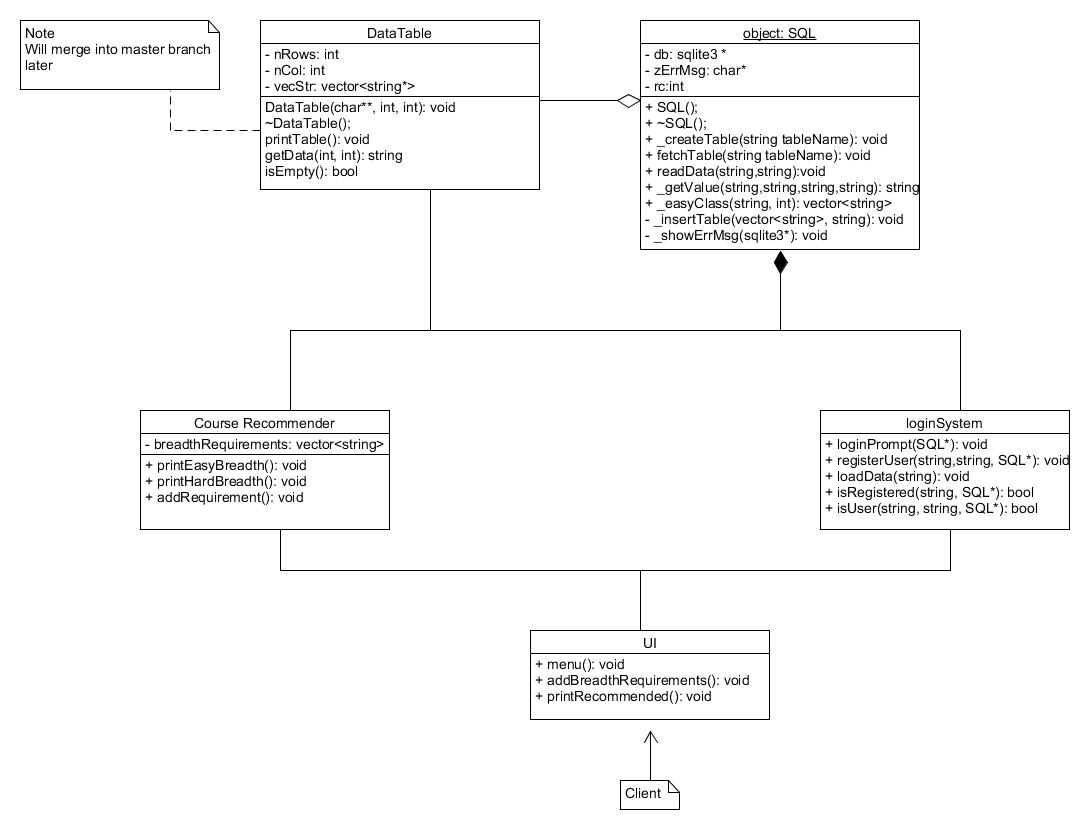 Note
Will merge into master branch
later
DataTable
- nRows: int
- nCol: int
- vecStr: vector<string*>
DataTable(char**, int, int): void
~DataTable();
printTable(): void
getData(int, int): string
isEmpty(): bool
object: SQL
- db: sqlite3 *
- zErrMsg: char*
- rc:int
+ SQL();
+ ~SQL();
+ _createTable(string tableName): void
+ fetchTable(string tableName): void
+ readData(string,string):void
+ _getValue(string,string,string,string): string
+ _easyClass(string, int): vector<string>
- _insertTable(vector<string>, string): void
- _showErrMsg(sqlite3*): void
Course Recommender
- breadthRequirements: vector<string>
+ printEasyBreadth(): void
+ printHardBreadth(): void
+ addRequirement(): void
loginSystem
+ loginPrompt(SQL*): void
+ registerUser(string,string, SQL*): void
+ loadData(string): void
+ isRegistered(string, SQL*): bool
+ isUser(string, string, SQL*): bool
UI
+ menu(): void
+ addBreadthRequirements(): void
+ printRecommended(): void
Client